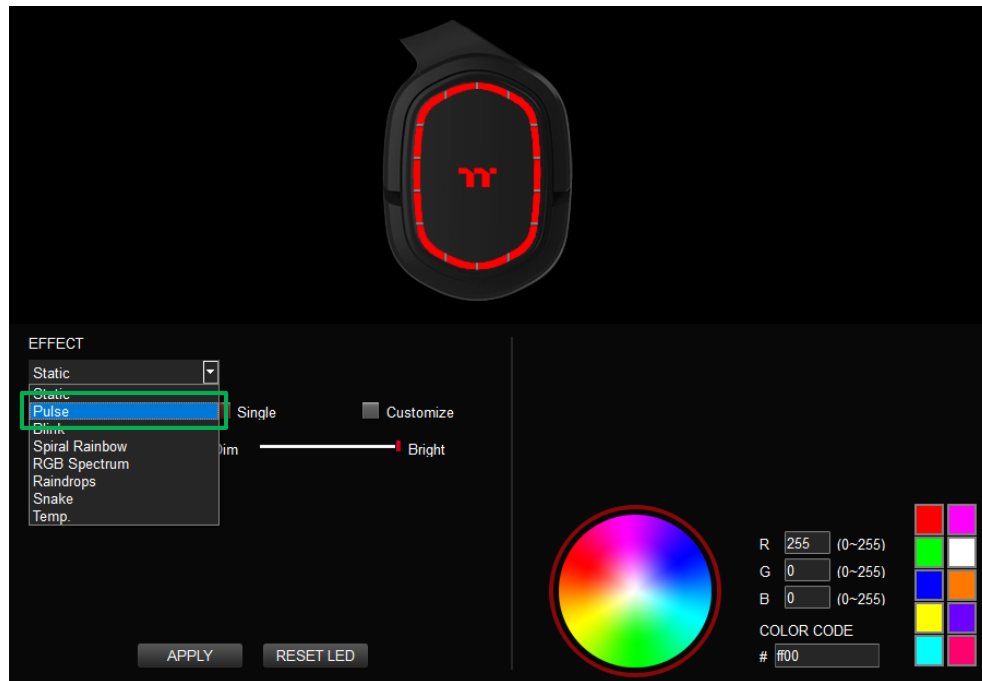 EFFECT
Static
Static
Pulse
Blink
Spiral Rainbow
RGB Spectrum
Raindrops
Snake
Temp.
Single
Customize
Bright
APPLY
RESET LED
R 255 (0~255)
G 0 (0~255)
B 0 (0~255)
COLOR CODE
# ff00